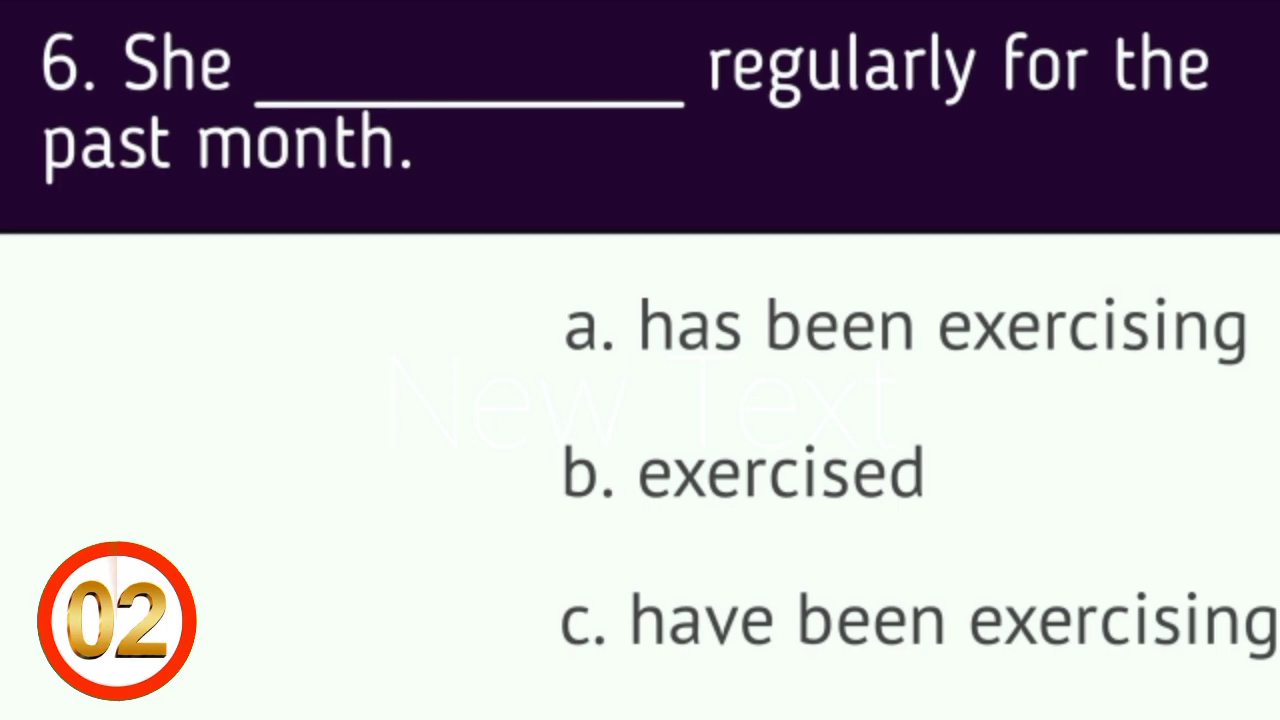 6. She ______________ regularly for the
past month.
a. has been exercising
New Text
b. exercised
c. have been exercising
02